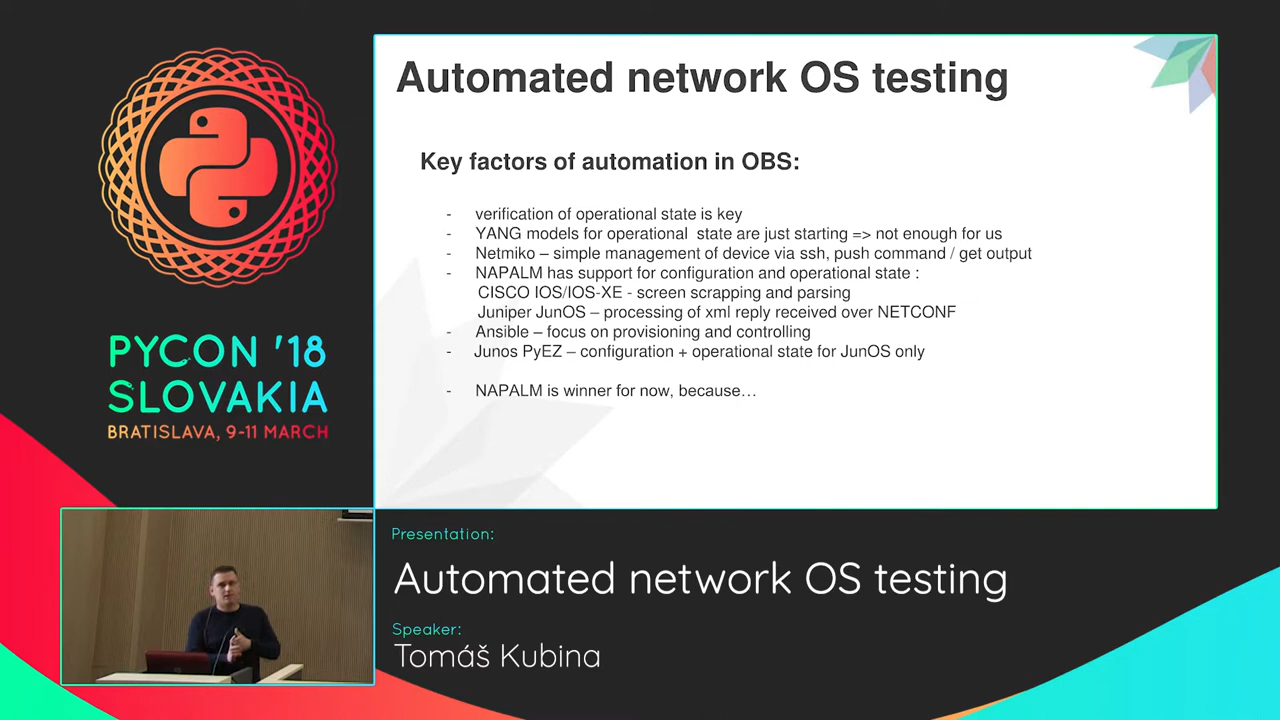 PYCON '18
SLOVAKIA
BRATISLAVA, 9-11 MARCH
Automated network OS testing
Key factors of automation in OBS:
- verification of operational state is key
- YANG models for operational state are just starting => not enough for us
- Netmiko – simple management of device via ssh, push command / get output
- NAPALM has support for configuration and operational state :
CISCO IOS/IOS-XE - screen scrapping and parsing
Juniper JunOS – processing of xml reply received over NETCONF
- Ansible – focus on provisioning and controlling
- Junos PyEZ – configuration + operational state for JunOS only
- NAPALM is winner for now, because…
Presentation:
Automated network OS testing
Speaker:
Tomáš Kubina